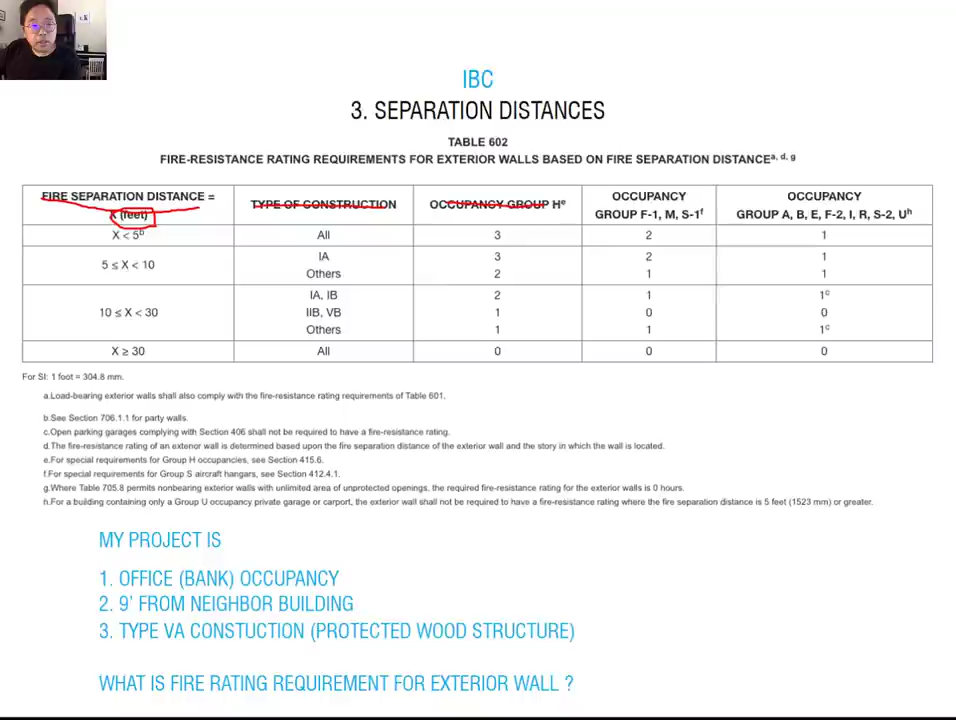 IBC
3. SEPARATION DISTANCES
TABLE 602
FIRE-RESISTANCE RATING REQUIREMENTS FOR EXTERIOR WALLS BASED ON FIRE SEPARATION DISTANCEa, d, g
FIRE SEPARATION DISTANCE = X (feet) TYPE OF CONSTRUCTION OCCUPANCY GROUP He OCCUPANCY GROUP F-1, M, S-1f OCCUPANCY GROUP A, B, E, F-2, I, R, S-2, Uh
X < 5b All 3 2 1
5 ≤ X < 10 IA 3 2 1
Others 2 1 1
10 ≤ X < 30 IA, IB 2 1 1c
IIB, VB 1 0 0
Others 1 1 1c
X ≥ 30 All 0 0 0
For SI: 1 foot = 304.8 mm.
a.Load-bearing exterior walls shall also comply with the fire-resistance rating requirements of Table 601.
b.See Section 706.1.1 for party walls.
c.Open parking garages complying with Section 406 shall not be required to have a fire-resistance rating.
d.The fire-resistance rating of an exterior wall is determined based upon the fire separation distance of the exterior wall and the story in which the wall is located.
e.For special requirements for Group H occupancies, see Section 415.6.
f.For special requirements for Group S aircraft hangars, see Section 412.4.1.
g.Where Table 705.8 permits nonbearing exterior walls with unlimited area of unprotected openings, the required fire-resistance rating for the exterior walls is 0 hours.
h.For a building containing only a Group U occupancy private garage or carport, the exterior wall shall not be required to have a fire-resistance rating where the fire separation distance is 5 feet (1523 mm) or greater.
MY PROJECT IS
1. OFFICE (BANK) OCCUPANCY
2. 9' FROM NEIGHBOR BUILDING
3. TYPE VA CONSTUCTION (PROTECTED WOOD STRUCTURE)
WHAT IS FIRE RATING REQUIREMENT FOR EXTERIOR WALL ?